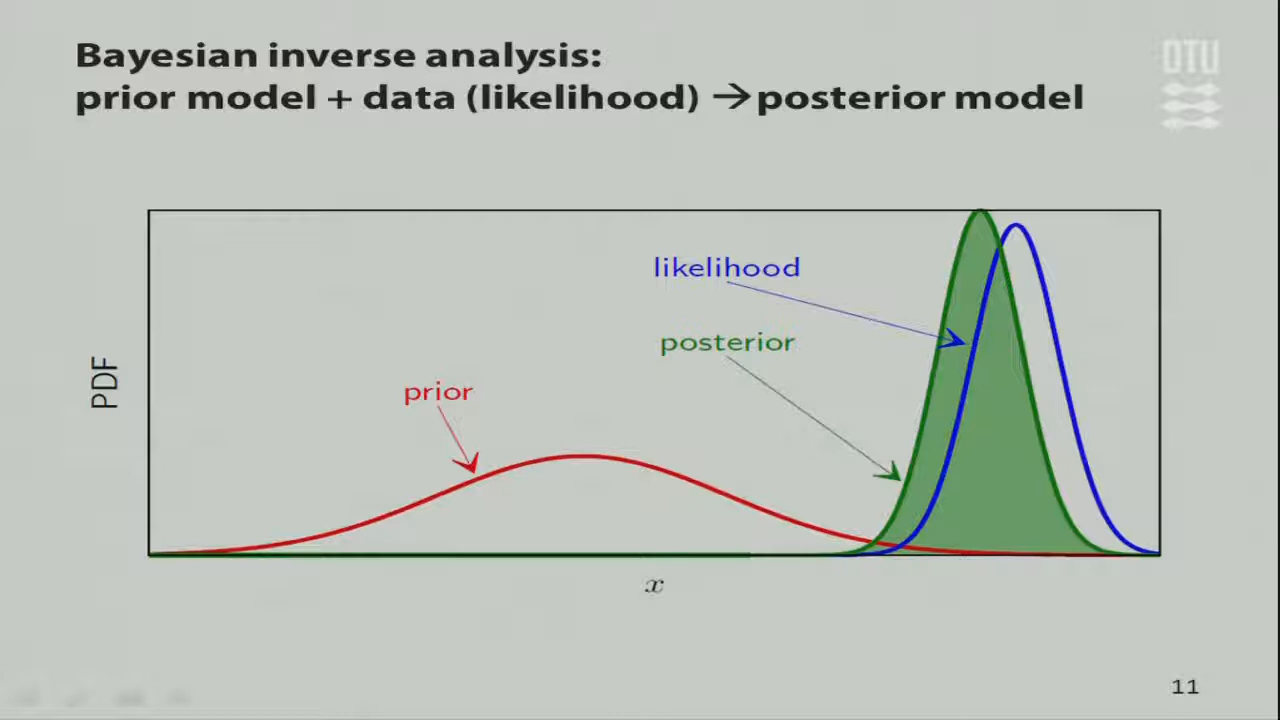 Bayesian inverse analysis:
prior model + data (likelihood) → posterior model
DTU
likelihood
posterior
prior
PDF
x
11